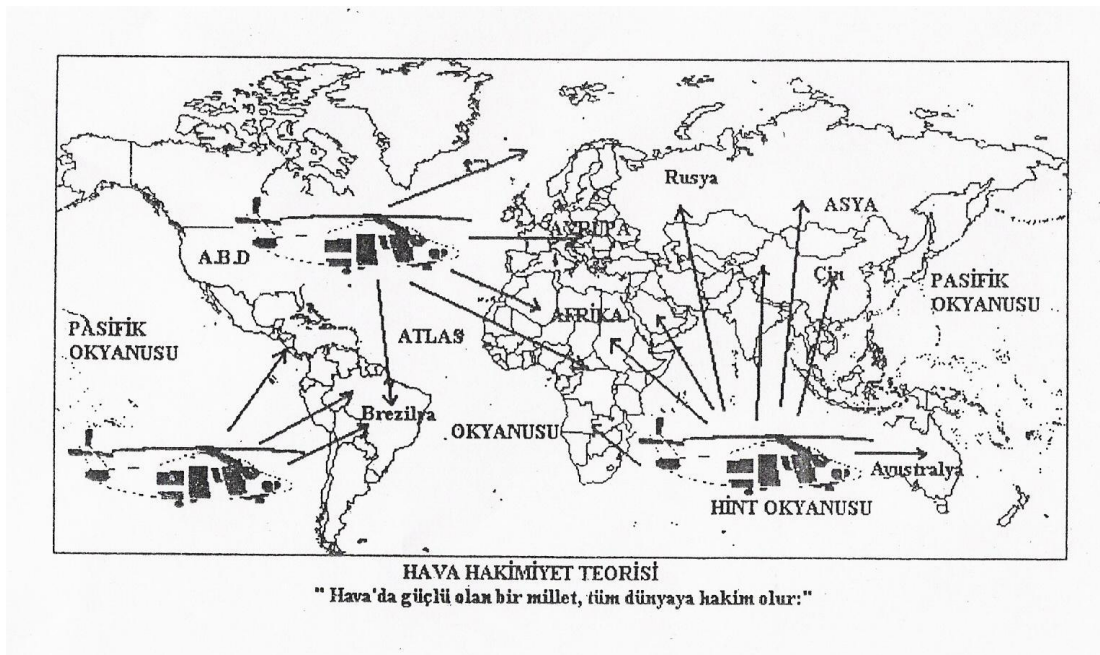 Rusya
ASYA
AVRUPA
A.B.D
Çin
PASİFİK
OKYANUSU
AFRİKA
PASİFİK
OKYANUSU
ATLAS
Brezilya
OKYANUSU
Avustralya
HİNT OKYANUSU
HAVA HAKİMİYET TEORİSİ
" Hava'da güçlü olan bir millet, tüm dünyaya hakim olur:"